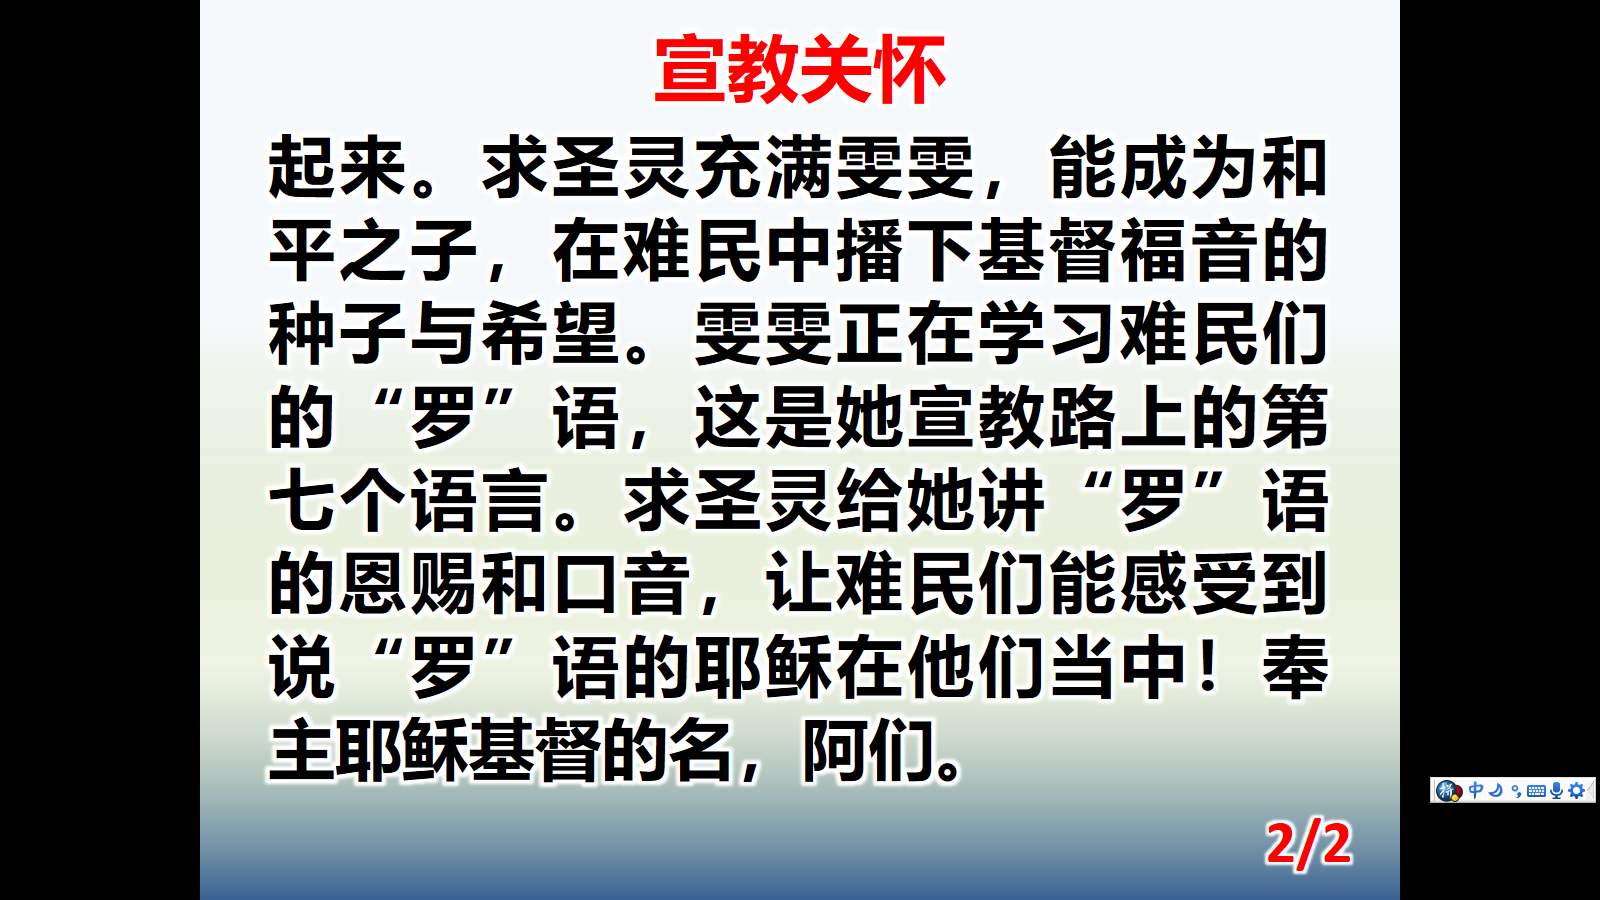 宣教关怀
起来。求圣灵充满雯雯，能成为和
平之子，在难民中播下基督福音的
种子与希望。雯雯正在学习难民们
的“罗”语，这是她宣教路上的第
七个语言。求圣灵给她讲“罗”语
的恩赐和口音，让难民们能感受到
说“罗”语的耶稣在他们当中！奉
主耶稣基督的名，阿们。
拼 中 °,
2/2